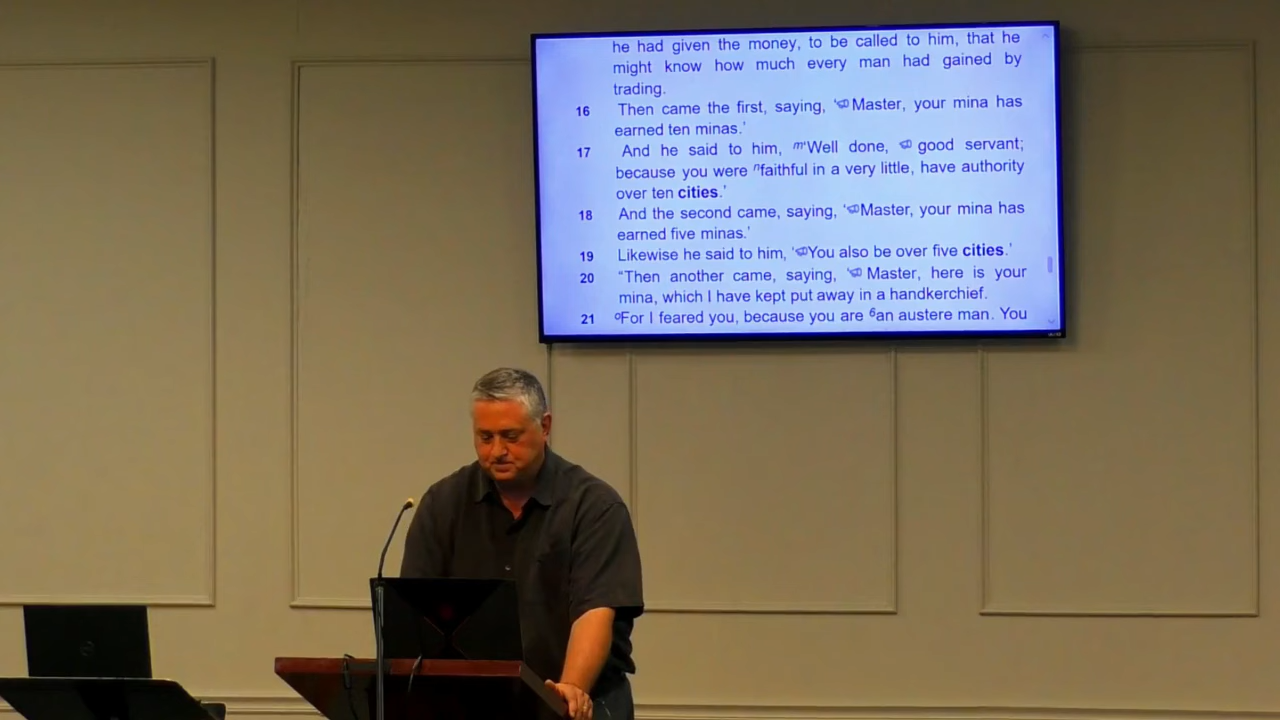 he had given the money, to be called to him, that he
might know how much every man had gained by
trading.
16 Then came the first, saying, ‘Master, your mina has
earned ten minas.’
17 And he said to him, m‘Well done, good servant;
because you were nfaithful in a very little, have authority
over ten cities.’
18 And the second came, saying, ‘Master, your mina has
earned five minas.’
19 Likewise he said to him, ‘You also be over five cities.’
20 “Then another came, saying, ‘Master, here is your
mina, which I have kept put away in a handkerchief.
21 oFor I feared you, because you are 6an austere man. You